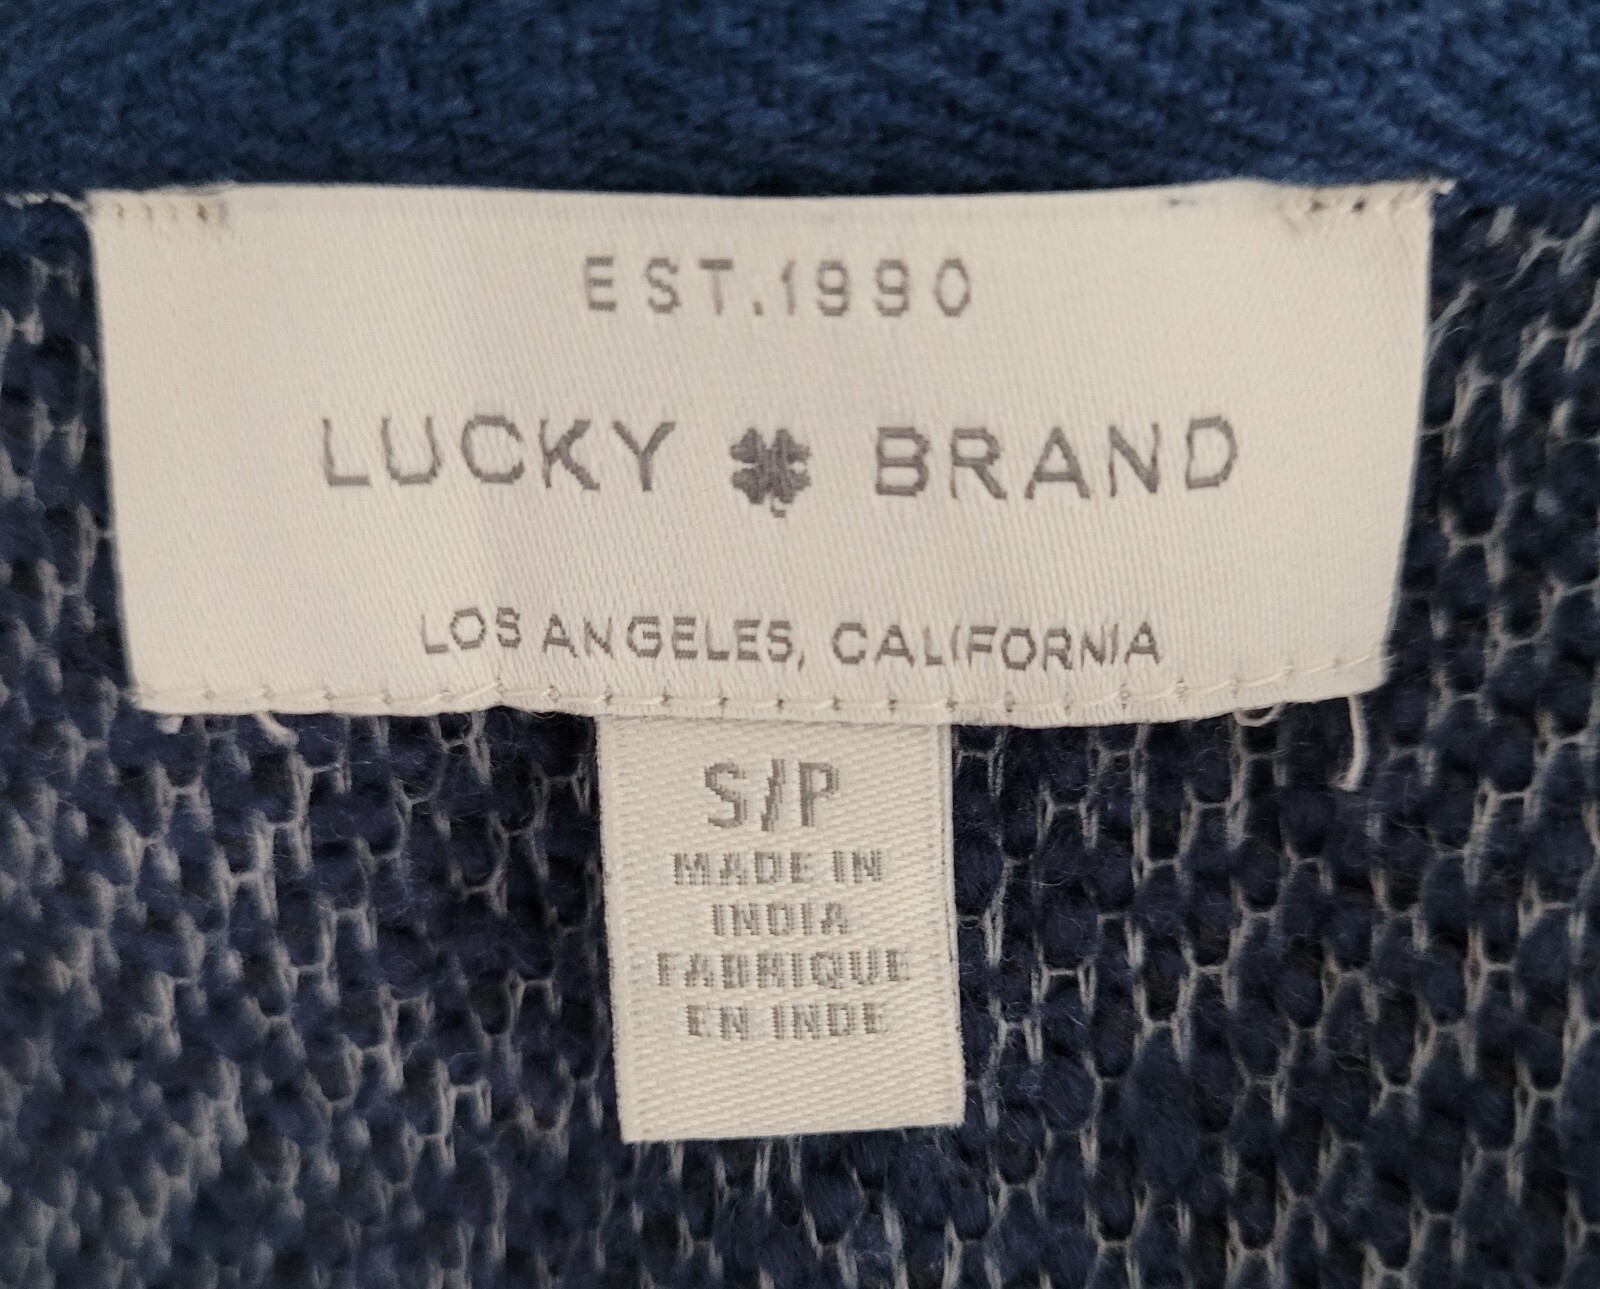 EST.1990
LUCKY BRAND
LOS ANGELES, CALIFORNIA
S/P
MADE IN
INDIA
FABRIQUE
EN INDE